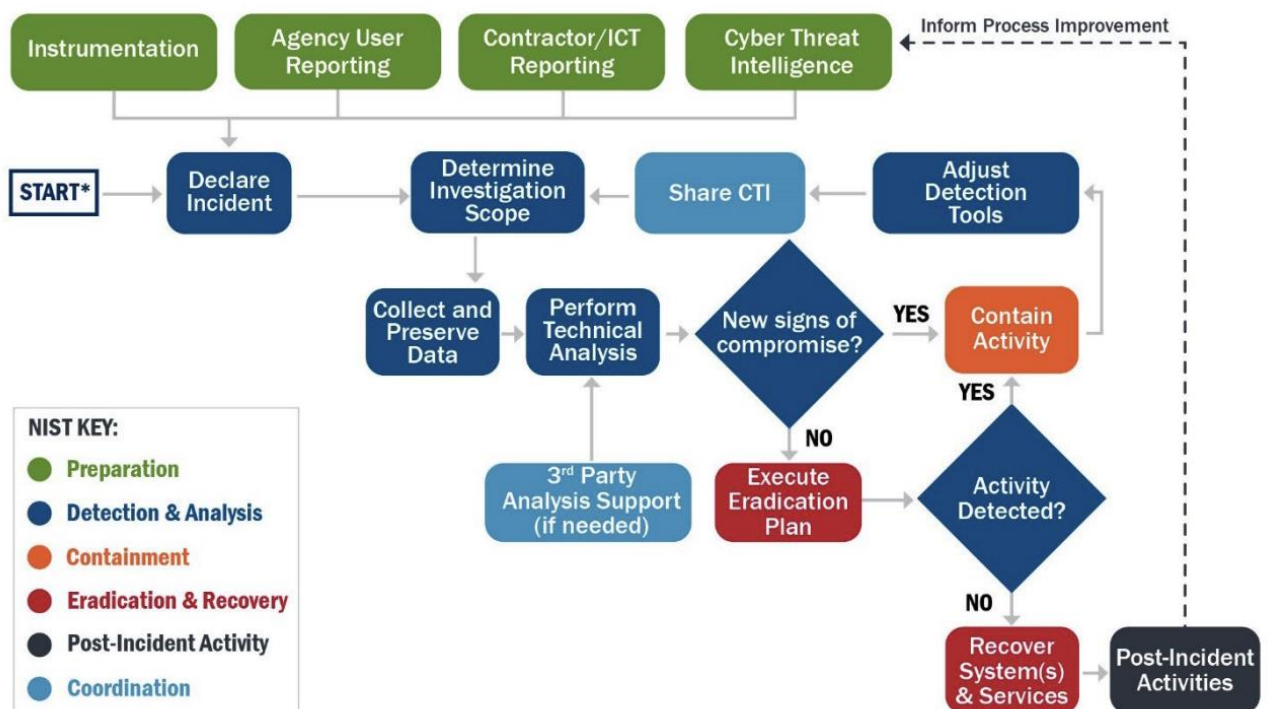 Inform Process Improvement
Instrumentation
Agency User
Reporting
Contractor/ICT
Reporting
Cyber Threat
Intelligence
START*
Declare
Incident
Determine
Investigation
Scope
Share CTI
Adjust
Detection
Tools
Collect and
Preserve
Data
Perform
Technical
Analysis
New signs of
compromise?
YES
Contain
Activity
YES
NO
3rd Party
Analysis Support
(if needed)
Execute
Eradication
Plan
Activity
Detected?
NO
Recover
System(s)
& Services
Post-Incident
Activities
NIST KEY:
Preparation
Detection & Analysis
Containment
Eradication & Recovery
Post-Incident Activity
Coordination